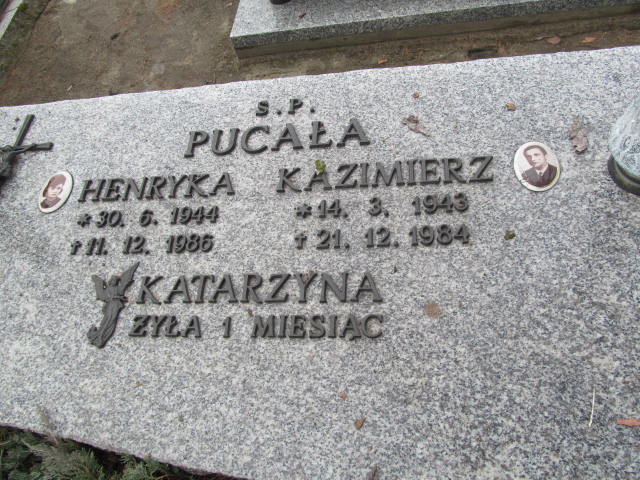 S.P.
PUCAŁA
HENRYKA KAZIMIERZ
*30. 6. 1944 *14. 3. 1943
†11. 12. 1986 †21. 12. 1984
KATARZYNA
ŻYŁA 1 MIESIĄC